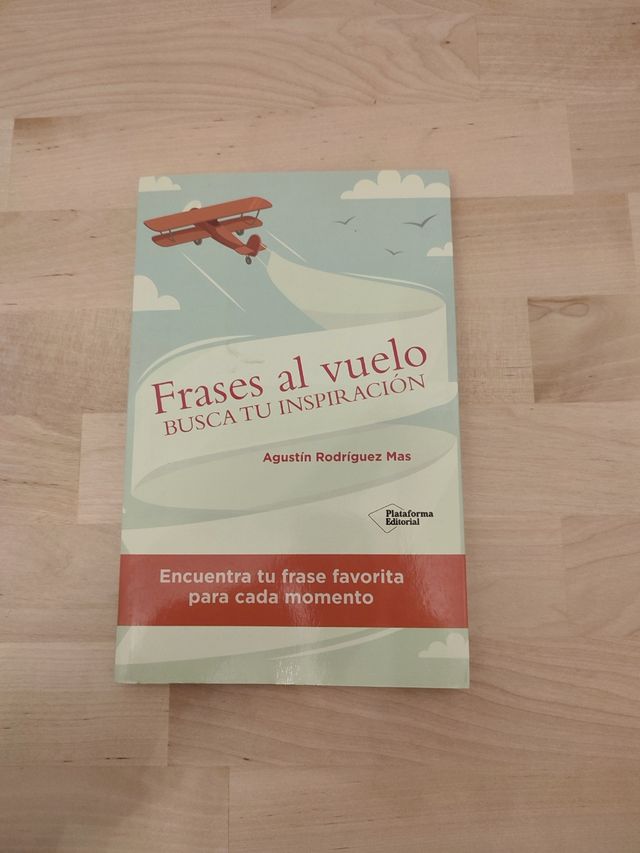 Frases al vuelo
BUSCA TU INSPIRACIÓN
Agustín Rodríguez Mas
Plataforma
Editorial
Encuentra tu frase favorita
para cada momento